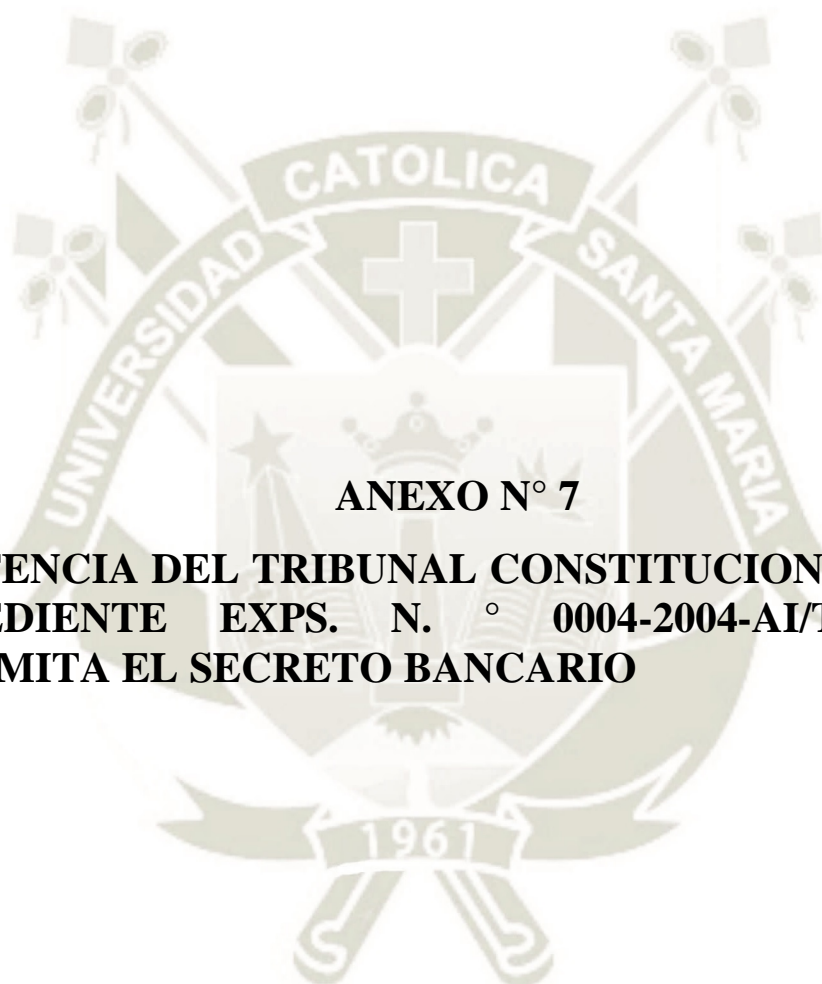 CATOLICA
UNIVERSIDAD
SANTA MARIA
ANEXO N° 7
TENCIA DEL TRIBUNAL CONSTITUCION
EDIENTE EXPS. N. ° 0004-2004-AI/T
MITA EL SECRETO BANCARIO
1961